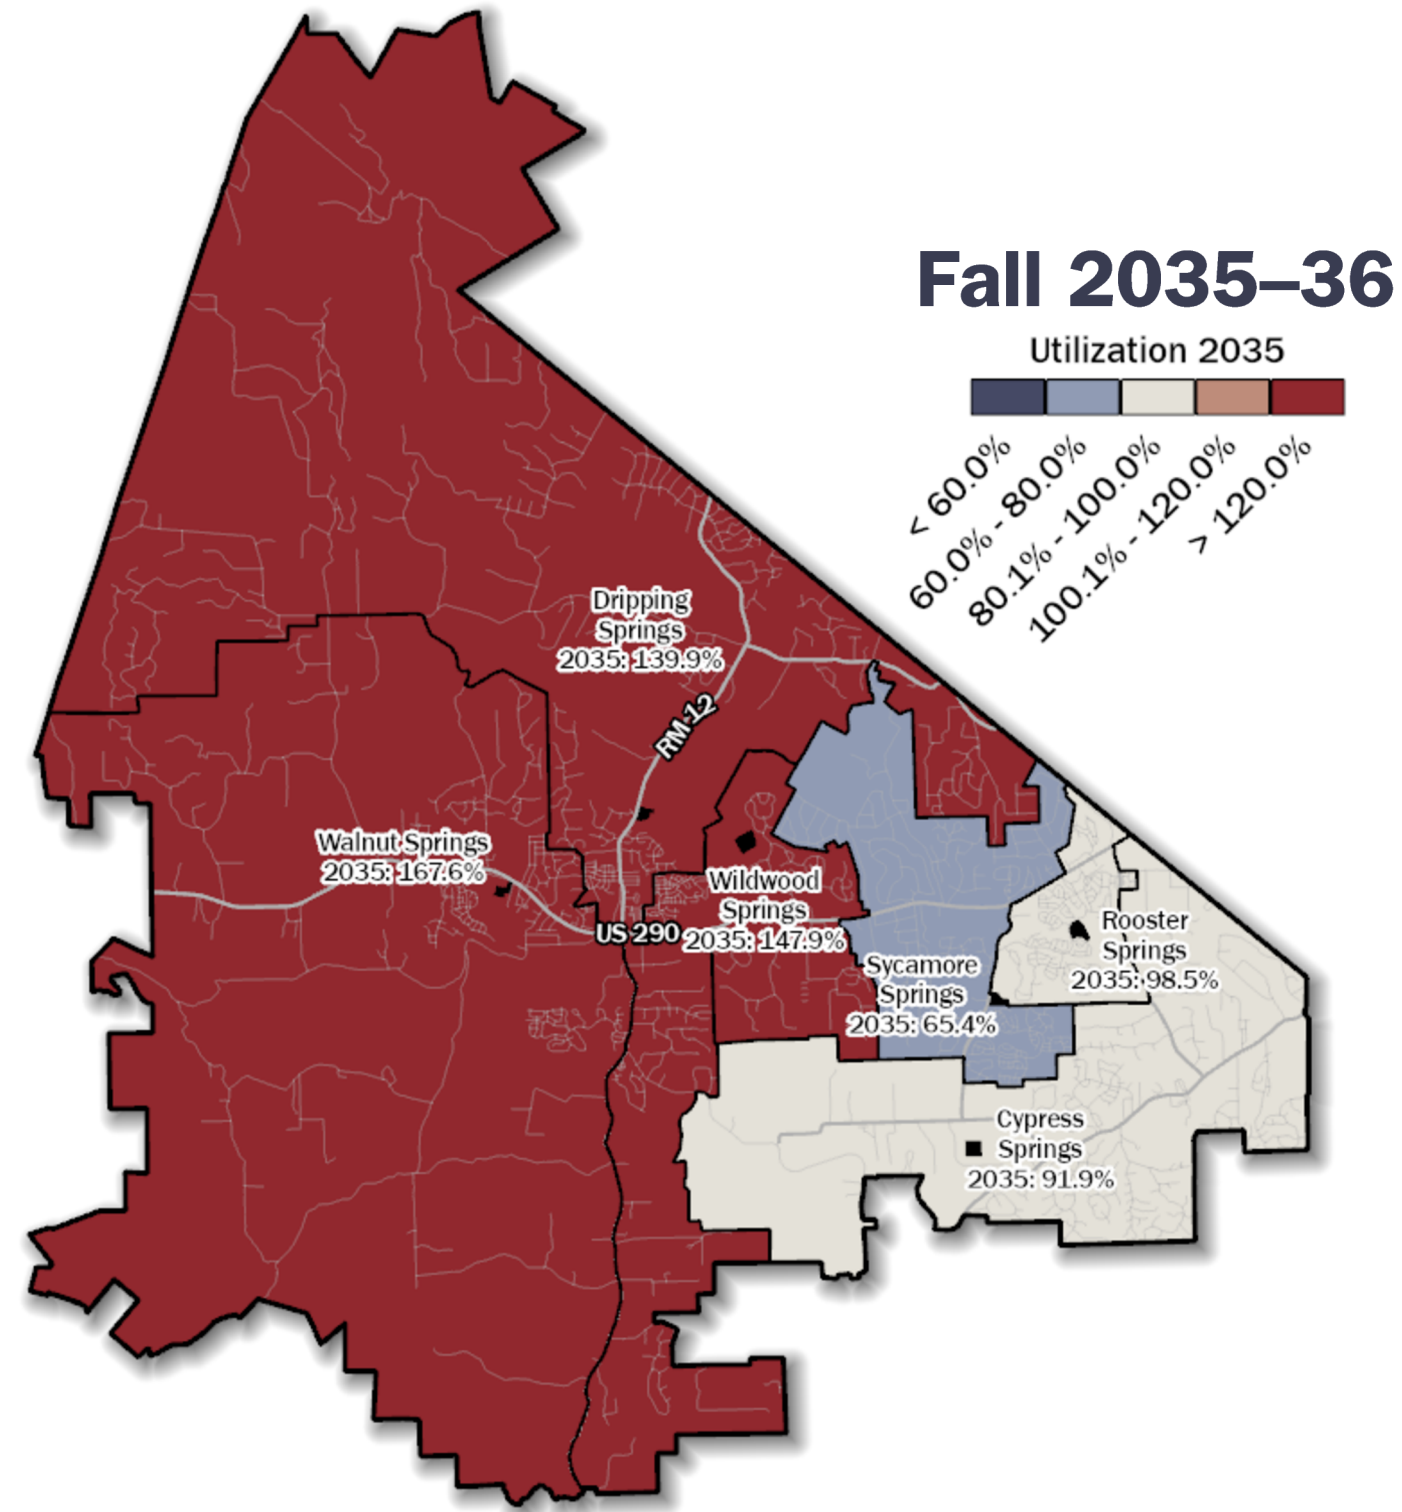 Fall 2035–36
Utilization 2035
< 60.0%
60.0% - 80.0%
80.1% - 100.0%
100.1% - 120.0%
> 120.0%
Dripping
Springs
2035: 139.9%
RM-12
Walnut Springs
2035: 167.6%
Wildwood
Springs
2035: 147.9%
US-290
Rooster
Springs
2035: 98.5%
Sycamore
Springs
2035: 65.4%
Cypress
Springs
2035: 91.9%